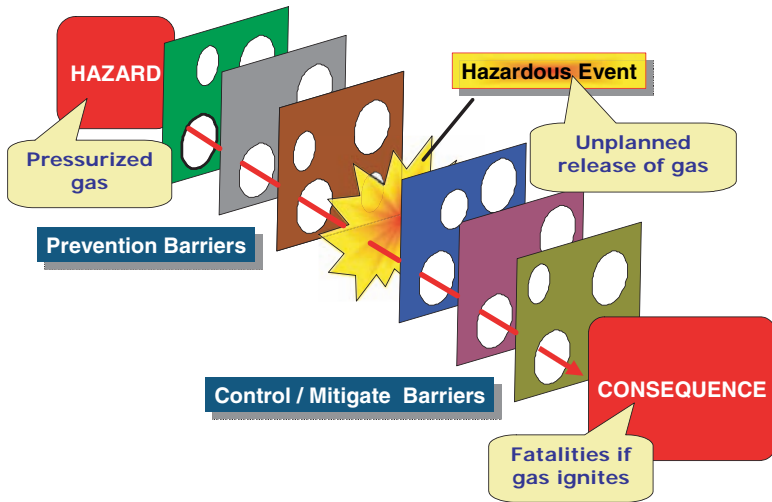 HAZARD
Pressurized
gas
Hazardous Event
Unplanned
release of gas
Prevention Barriers
Control / Mitigate Barriers
CONSEQUENCE
Fatalities if
gas ignites